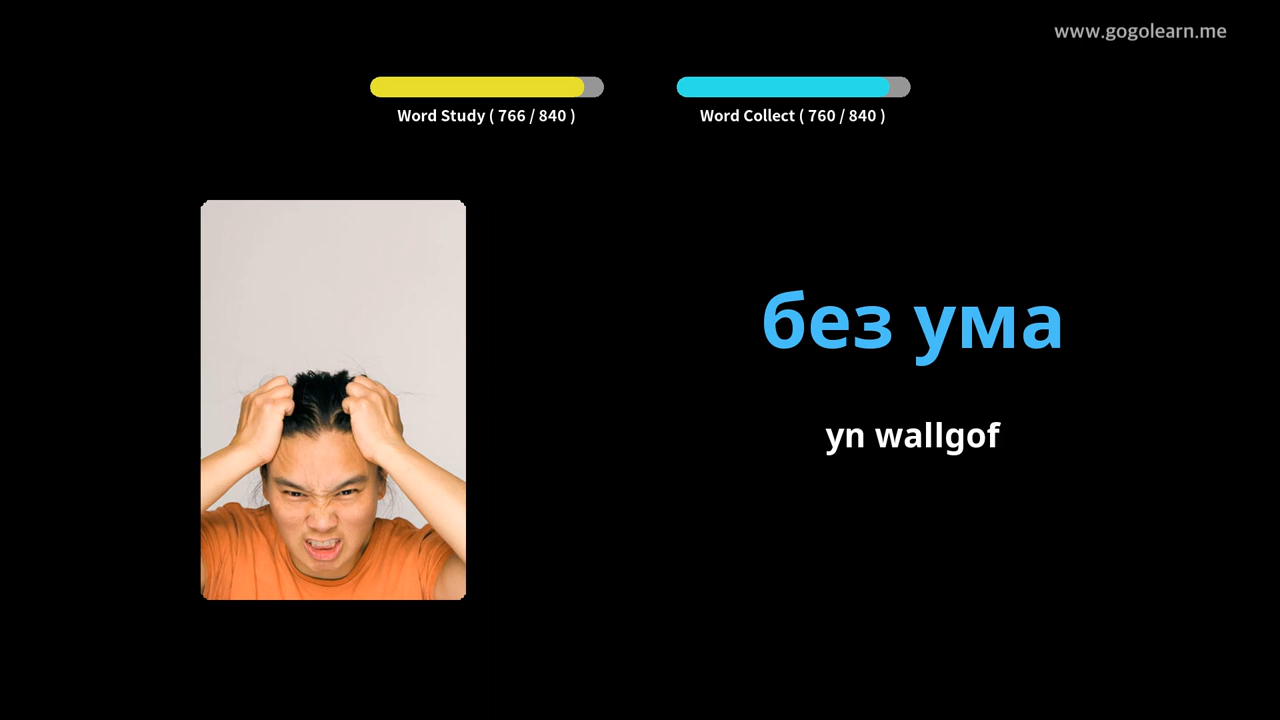 www.gogolearn.me
Word Study ( 766 / 840 )
Word Collect ( 760 / 840 )
без ума
yn wallgof